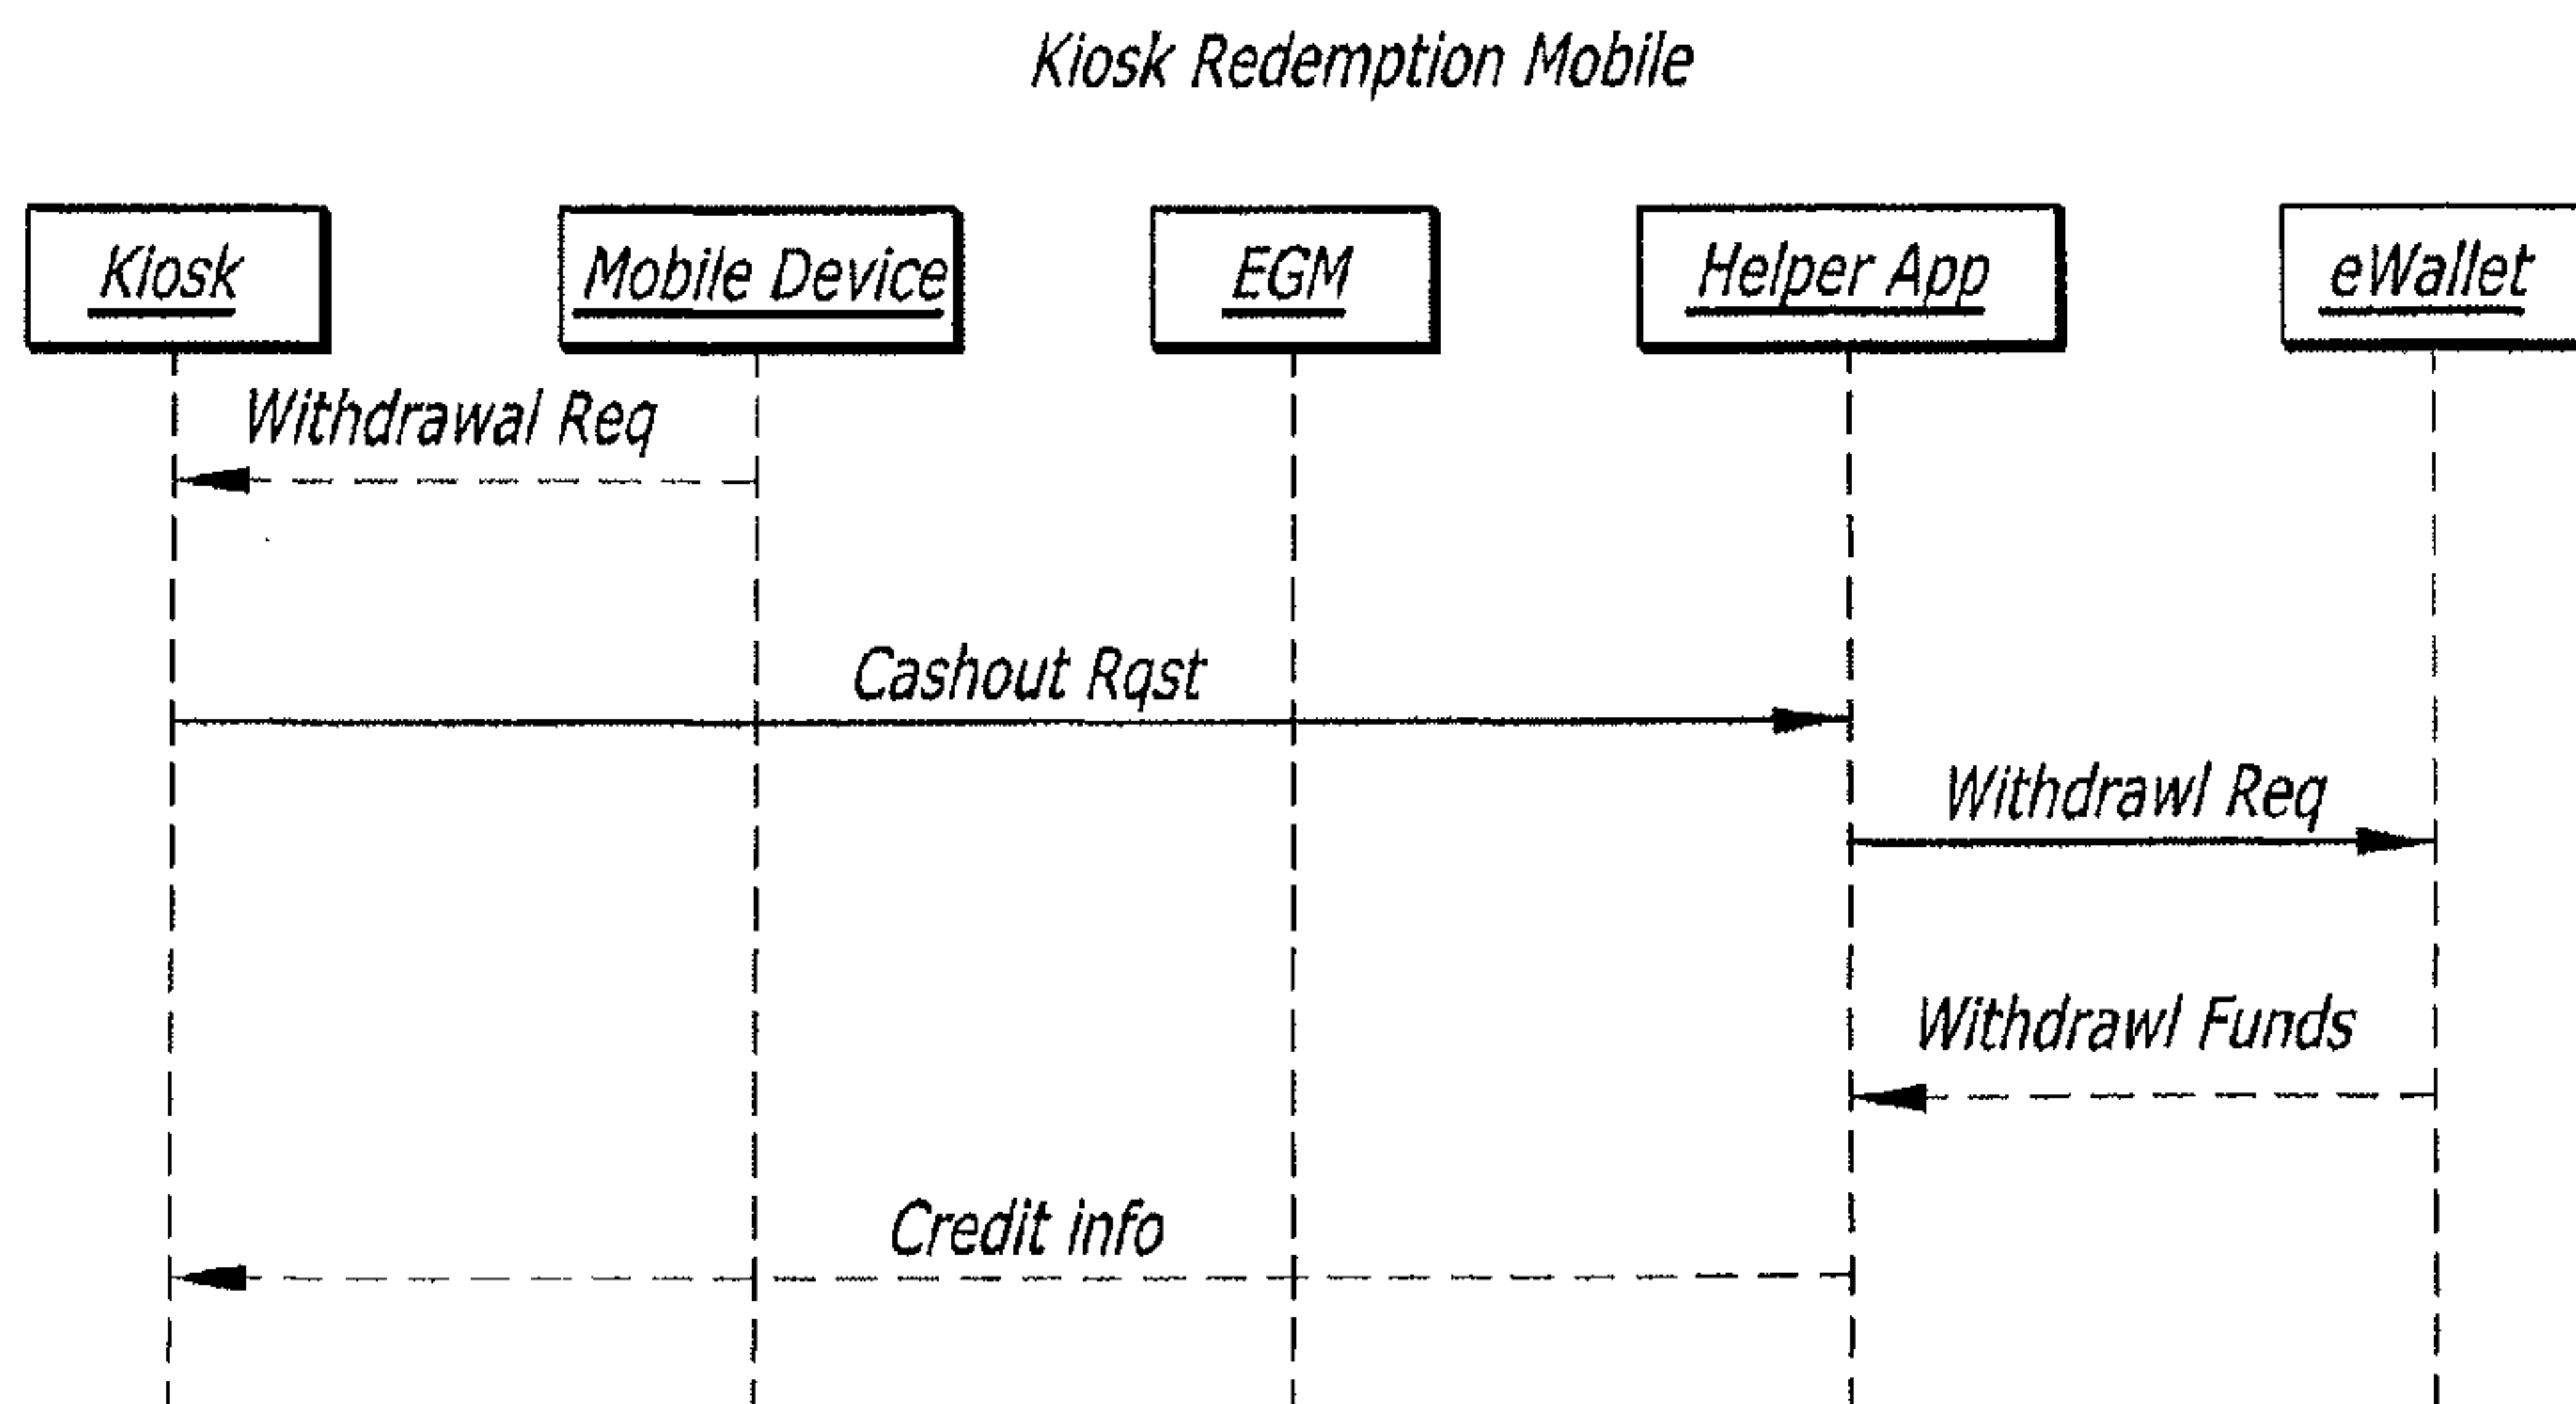 Kiosk Redemption Mobile
Kiosk
Mobile Device
EGM
Helper App
eWallet
Withdrawal Req
Cashout Rqst
Withdrawl Req
Withdrawl Funds
Credit info